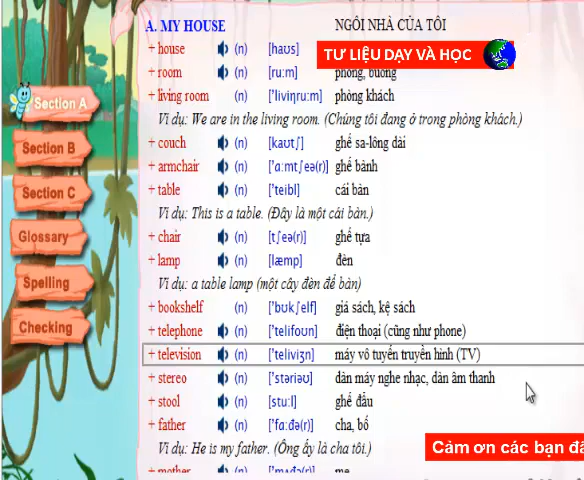 A. MY HOUSE NGÔI NHÀ CỦA TÔI
+ house (n) [haʊs]
TƯ LIỆU DẠY VÀ HỌC
+ room (n) [ru:m] phòng, buồng
+ living room (n) ['liviŋru:m] phòng khách
Ví dụ: We are in the living room. (Chúng tôi đang ở trong phòng khách.)
+ couch (n) [kaʊtʃ] ghế sa-lông dài
+ armchair (n) ['ɑ:mtʃeə(r)] ghế bành
+ table (n) ['teibl] cái bàn
Ví dụ: This is a table. (Đây là một cái bàn.)
+ chair (n) [tʃeə(r)] ghế tựa
+ lamp (n) [læmp] đèn
Ví dụ: a table lamp (một cây đèn để bàn)
+ bookshelf (n) ['bʊkʃelf] giá sách, kệ sách
+ telephone (n) ['telifoʊn] điện thoại (cũng như phone)
+ television (n) ['teliviʒn] máy vô tuyến truyền hình (TV)
+ stereo (n) ['stəriəʊ] dàn máy nghe nhạc, dàn âm thanh
+ stool (n) [stu:l] ghế đẩu
+ father (n) ['fɑ:ðə(r)] cha, bố
Ví dụ: He is my father. (Ông ấy là cha tôi.)
+ mother (n) ['mʌðə(r)] mẹ
Section A
Section B
Section C
Glossary
Spelling
Checking
Cảm ơn các bạn đã